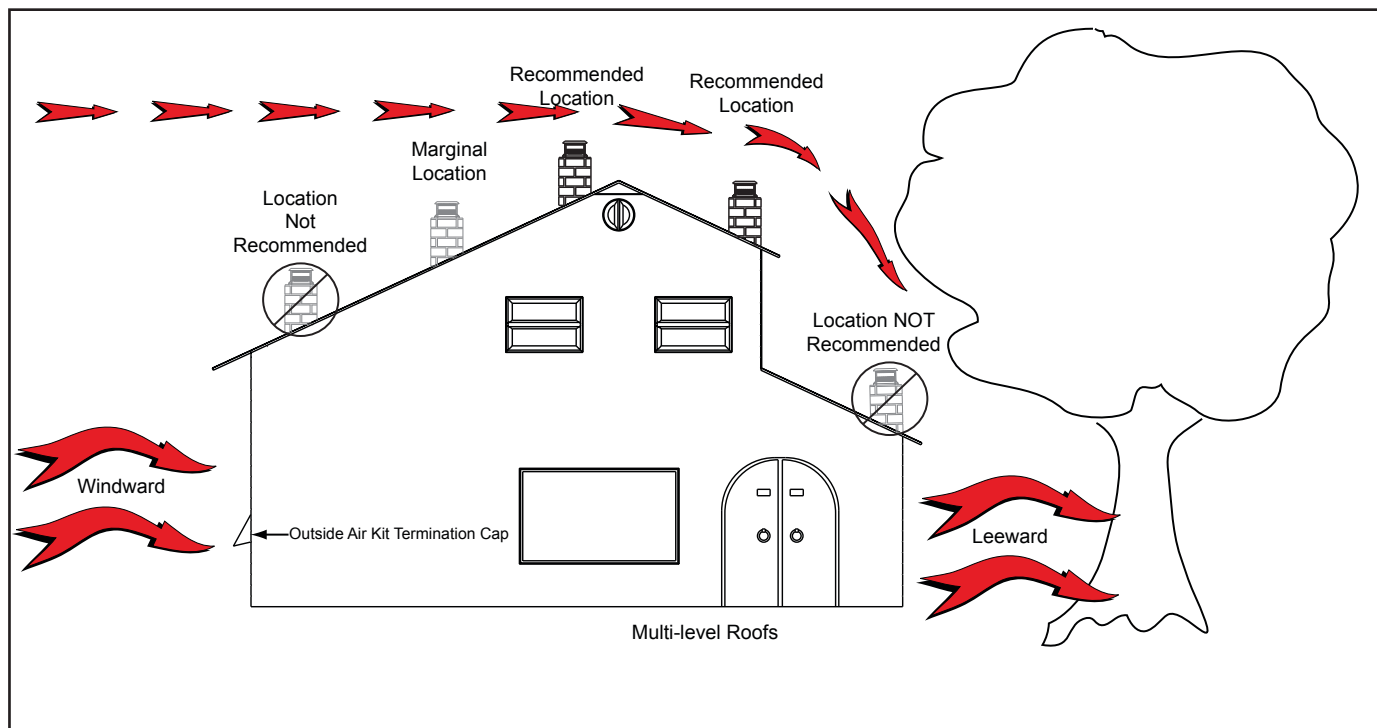 Recommended
Location
Recommended
Location
Marginal
Location
Location
Not
Recommended
Location NOT
Recommended
Windward
Outside Air Kit Termination Cap
Leeward
Multi-level Roofs